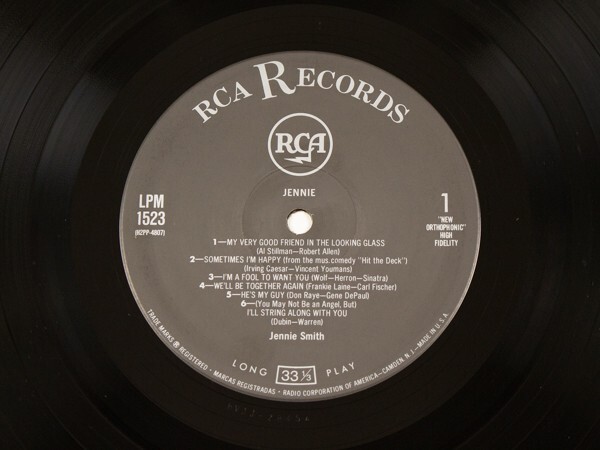 RCA RECORDS
RCA
JENNIE
LPM
1523
(H2PP-4807)
1
"NEW
ORTHOPHONIC"
HIGH
FIDELITY
1—MY VERY GOOD FRIEND IN THE LOOKING GLASS
(Al Stillman—Robert Allen)
2—SOMETIMES I'M HAPPY (from the mus. comedy "Hit the Deck")
(Irving Caesar—Vincent Youmans)
3—I'M A FOOL TO WANT YOU (Wolf—Herron—Sinatra)
4—WE'LL BE TOGETHER AGAIN (Frankie Laine—Carl Fischer)
5—HE'S MY GUY (Don Raye—Gene DePaul)
6—(You May Not Be an Angel, But)
I'LL STRING ALONG WITH YOU
(Dubin—Warren)
Jennie Smith
LONG 33⅓ PLAY
TRADE MARKS ® REGISTERED • MARCAS REGISTRADAS • RADIO CORPORATION OF AMERICA—CAMDEN, N.J.—MADE IN U.S.A.